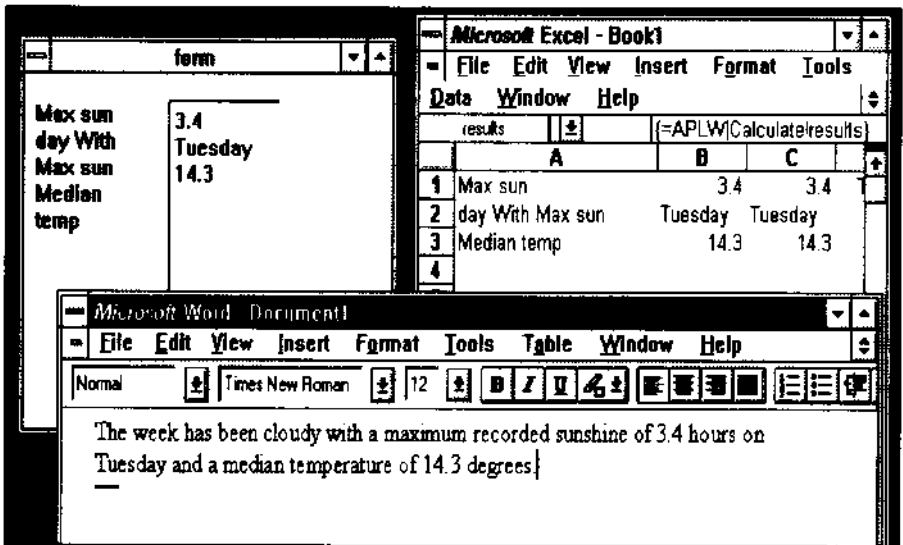 form
Max sun
day With
Max sun
Median
temp
3.4
Tuesday
14.3
Microsoft Excel - Book1
File Edit View Insert Format Tools
Data Window Help
results {=APLW|Calculate!results}
A B C
1 Max sun 3.4 3.4
2 day With Max sun Tuesday Tuesday
3 Median temp 14.3 14.3
4
Microsoft Word - Document1
File Edit View Insert Format Tools Table Window Help
Normal Times New Roman 12 B I U
The week has been cloudy with a maximum recorded sunshine of 3.4 hours on
Tuesday and a median temperature of 14.3 degrees.